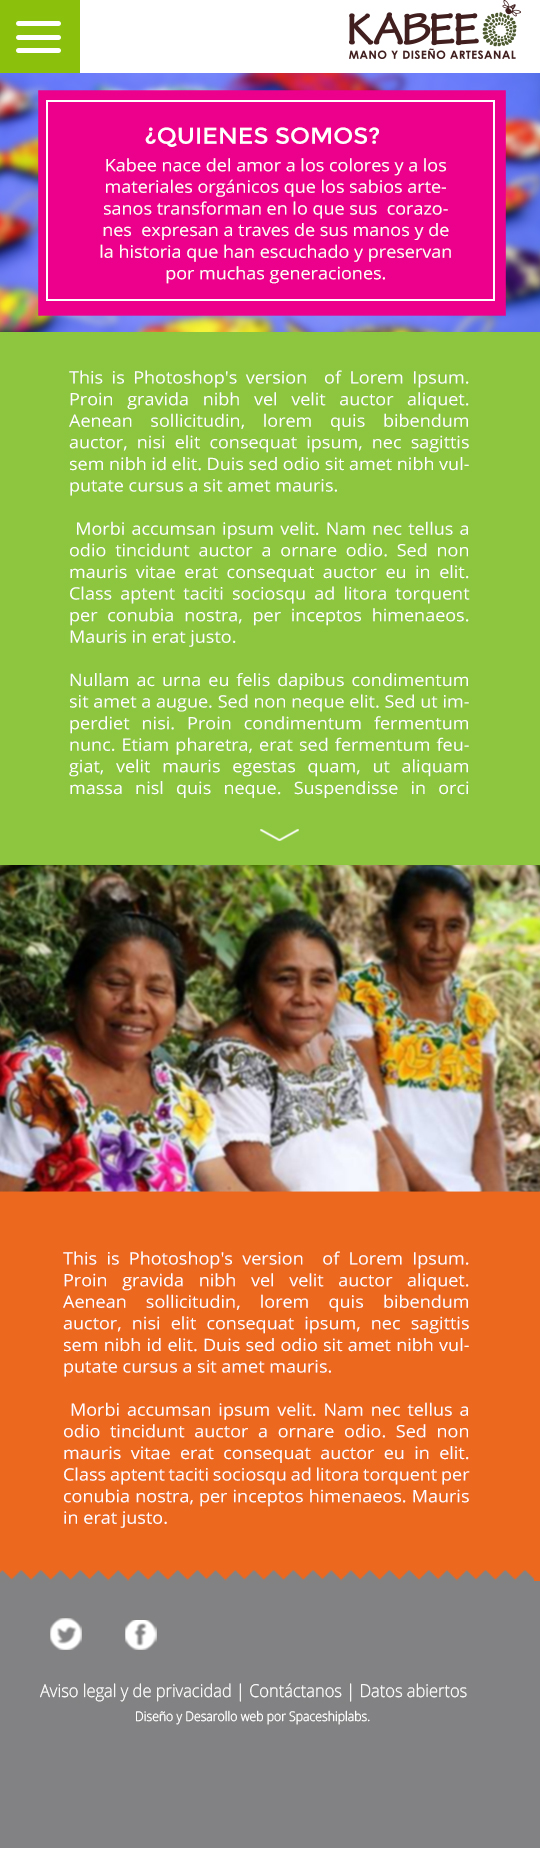 KABEE
MANO Y DISEÑO ARTESANAL
¿QUIENES SOMOS?
Kabee nace del amor a los colores y a los
materiales orgánicos que los sabios arte-
sanos transforman en lo que sus  corazo-
nes  expresan a traves de sus manos y de
la historia que han escuchado y preservan
por muchas generaciones.
This is Photoshop's version  of Lorem Ipsum.
Proin gravida nibh vel velit auctor aliquet.
Aenean sollicitudin, lorem quis bibendum
auctor, nisi elit consequat ipsum, nec sagittis
sem nibh id elit. Duis sed odio sit amet nibh vul-
putate cursus a sit amet mauris.
Morbi accumsan ipsum velit. Nam nec tellus a
odio tincidunt auctor a ornare odio. Sed non
mauris vitae erat consequat auctor eu in elit.
Class aptent taciti sociosqu ad litora torquent
per conubia nostra, per inceptos himenaeos.
Mauris in erat justo.
Nullam ac urna eu felis dapibus condimentum
sit amet a augue. Sed non neque elit. Sed ut im-
perdiet nisi. Proin condimentum fermentum
nunc. Etiam pharetra, erat sed fermentum feu-
giat, velit mauris egestas quam, ut aliquam
massa nisl quis neque. Suspendisse in orci
This is Photoshop's version  of Lorem Ipsum.
Proin gravida nibh vel velit auctor aliquet.
Aenean sollicitudin, lorem quis bibendum
auctor, nisi elit consequat ipsum, nec sagittis
sem nibh id elit. Duis sed odio sit amet nibh vul-
putate cursus a sit amet mauris.
Morbi accumsan ipsum velit. Nam nec tellus a
odio tincidunt auctor a ornare odio. Sed non
mauris vitae erat consequat auctor eu in elit.
Class aptent taciti sociosqu ad litora torquent per
conubia nostra, per inceptos himenaeos. Mauris
in erat justo.
Aviso legal y de privacidad | Contáctanos | Datos abiertos
Diseño y Desarollo web por Spaceshiplabs.